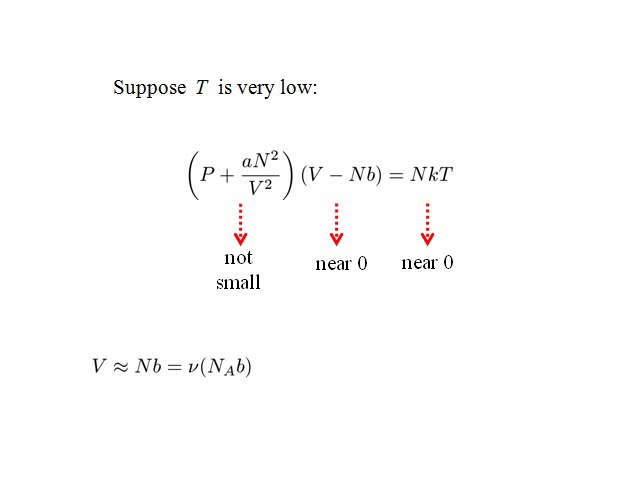 Suppose T is very low:
(P + aN²/V²) (V − Nb) = NkT
not small
near 0
near 0
V ≈ Nb = ν(N_A b)